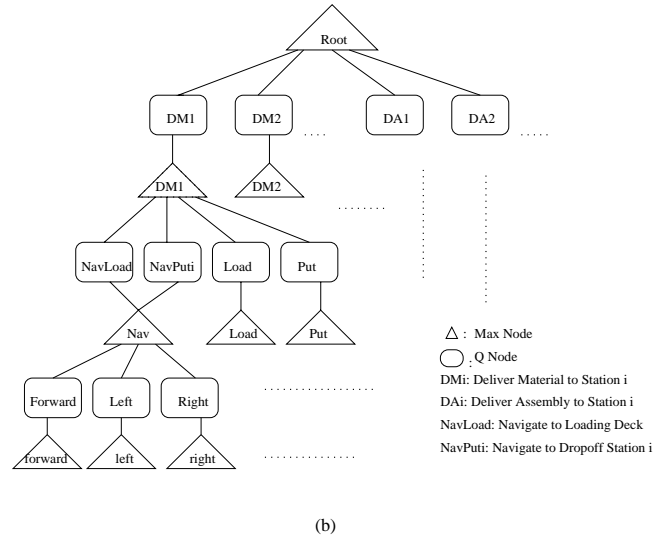 Root
DM1 DM2 DA1 DA2
DM1 DM2
NavLoad NavPuti Load Put
Nav Load Put
Forward Left Right
forward left right
: Max Node
: Q Node
DMi: Deliver Material to Station i
DAi: Deliver Assembly to Station i
NavLoad: Navigate to Loading Deck
NavPuti: Navigate to Dropoff Station i
(b)